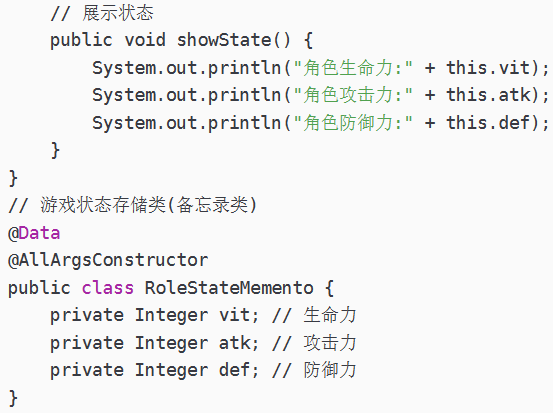 // 展示状态
    public void showState() {
        System.out.println("角色生命力:" + this.vit);
        System.out.println("角色攻击力:" + this.atk);
        System.out.println("角色防御力:" + this.def);
    }
}
// 游戏状态存储类(备忘录类)
@Data
@AllArgsConstructor
public class RoleStateMemento {
    private Integer vit; // 生命力
    private Integer atk; // 攻击力
    private Integer def; // 防御力
}